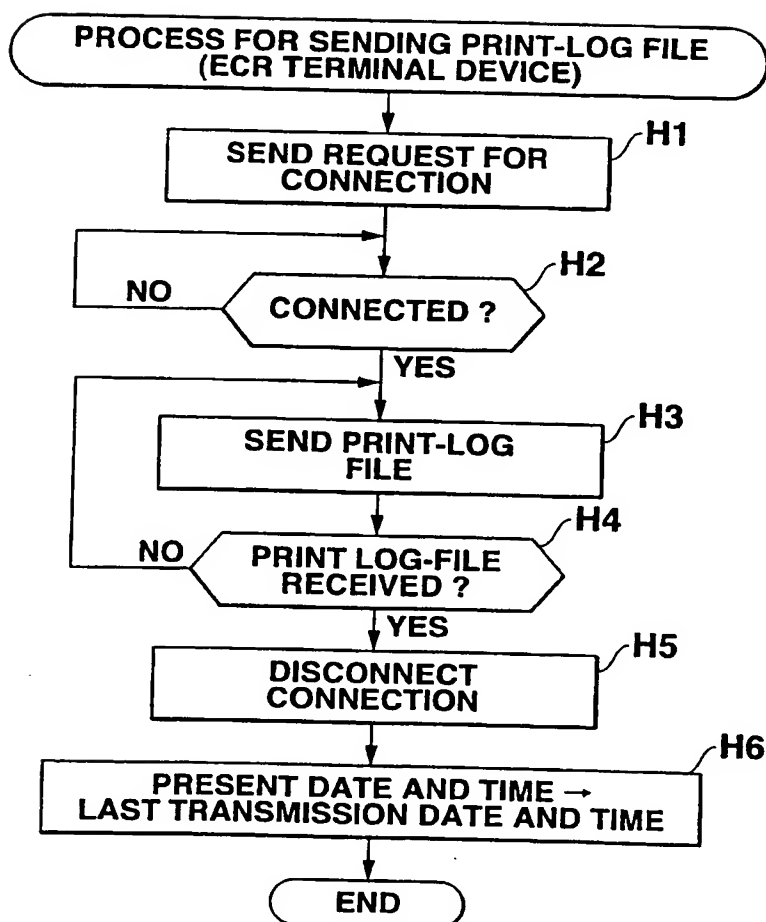 PROCESS FOR SENDING PRINT-LOG FILE
(ECR TERMINAL DEVICE)
H1
SEND REQUEST FOR
CONNECTION
H2
NO
CONNECTED ?
YES
H3
SEND PRINT-LOG
FILE
H4
NO
PRINT LOG-FILE
RECEIVED ?
YES
H5
DISCONNECT
CONNECTION
H6
PRESENT DATE AND TIME →
LAST TRANSMISSION DATE AND TIME
END